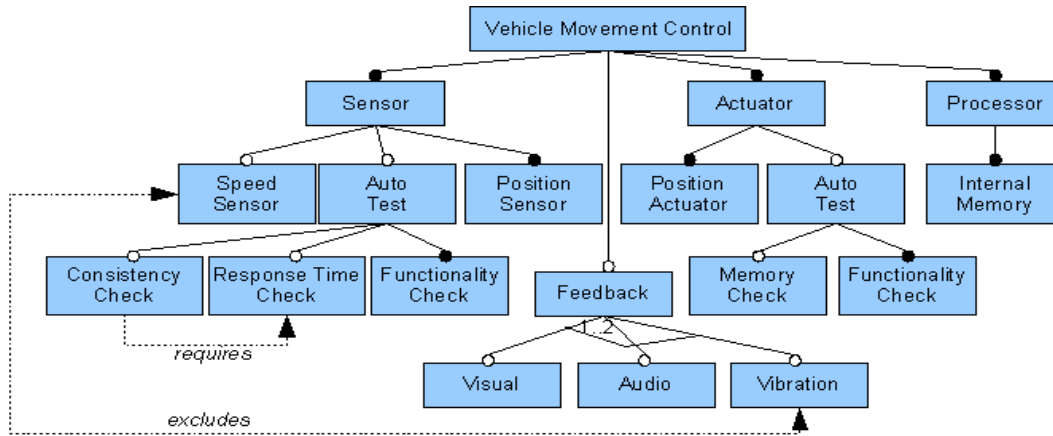 Vehicle Movement Control
Sensor
Actuator
Processor
Speed
Sensor
Auto
Test
Position
Sensor
Position
Actuator
Auto
Test
Internal
Memory
Consistency
Check
Response Time
Check
Functionality
Check
Feedback
Memory
Check
Functionality
Check
1..2
requires
Visual
Audio
Vibration
excludes